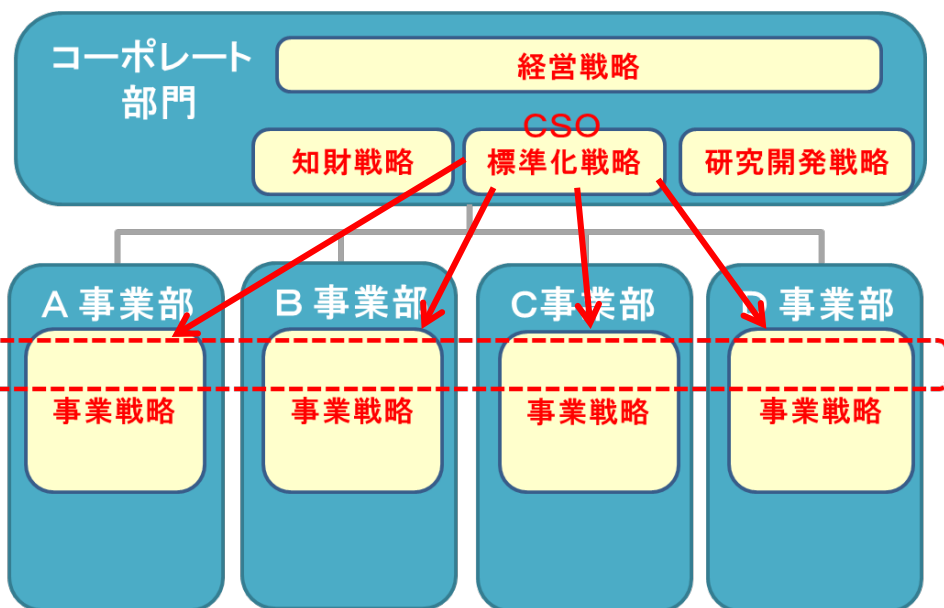 コーポレート
部門
経営戦略
CSO
知財戦略
標準化戦略
研究開発戦略
A 事業部
B 事業部
C事業部
D 事業部
事業戦略
事業戦略
事業戦略
事業戦略